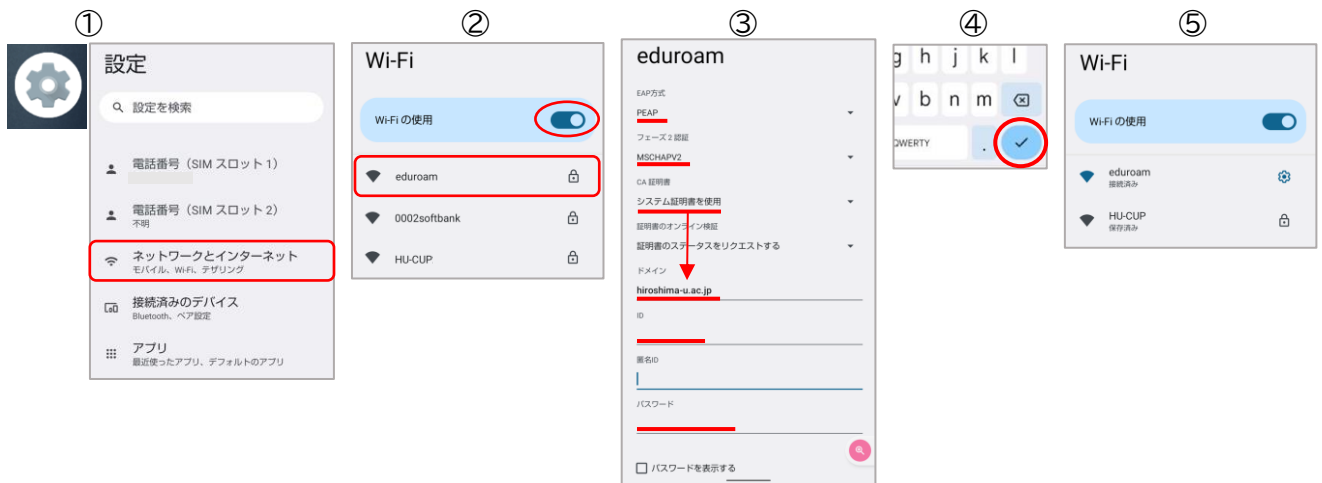 ①
設定
設定を検索
電話番号（SIM スロット 1）
電話番号（SIM スロット 2）
不明
ネットワークとインターネット
モバイル、Wi-Fi、テザリング
接続済みのデバイス
Bluetooth、ペア設定
アプリ
最近使ったアプリ、デフォルトのアプリ
②
Wi-Fi
Wi-Fi の使用
eduroam
0002softbank
HU-CUP
③
eduroam
EAP方式
PEAP
フェーズ 2 認証
MSCHAPV2
CA 証明書
システム証明書を使用
証明書のオンライン検証
証明書のステータスをリクエストする
ドメイン
hiroshima-u.ac.jp
ID
匿名ID
パスワード
パスワードを表示する
④
g h j k l
v b n m
QWERTY .
⑤
Wi-Fi
Wi-Fi の使用
eduroam
接続済み
HU-CUP
保存済み